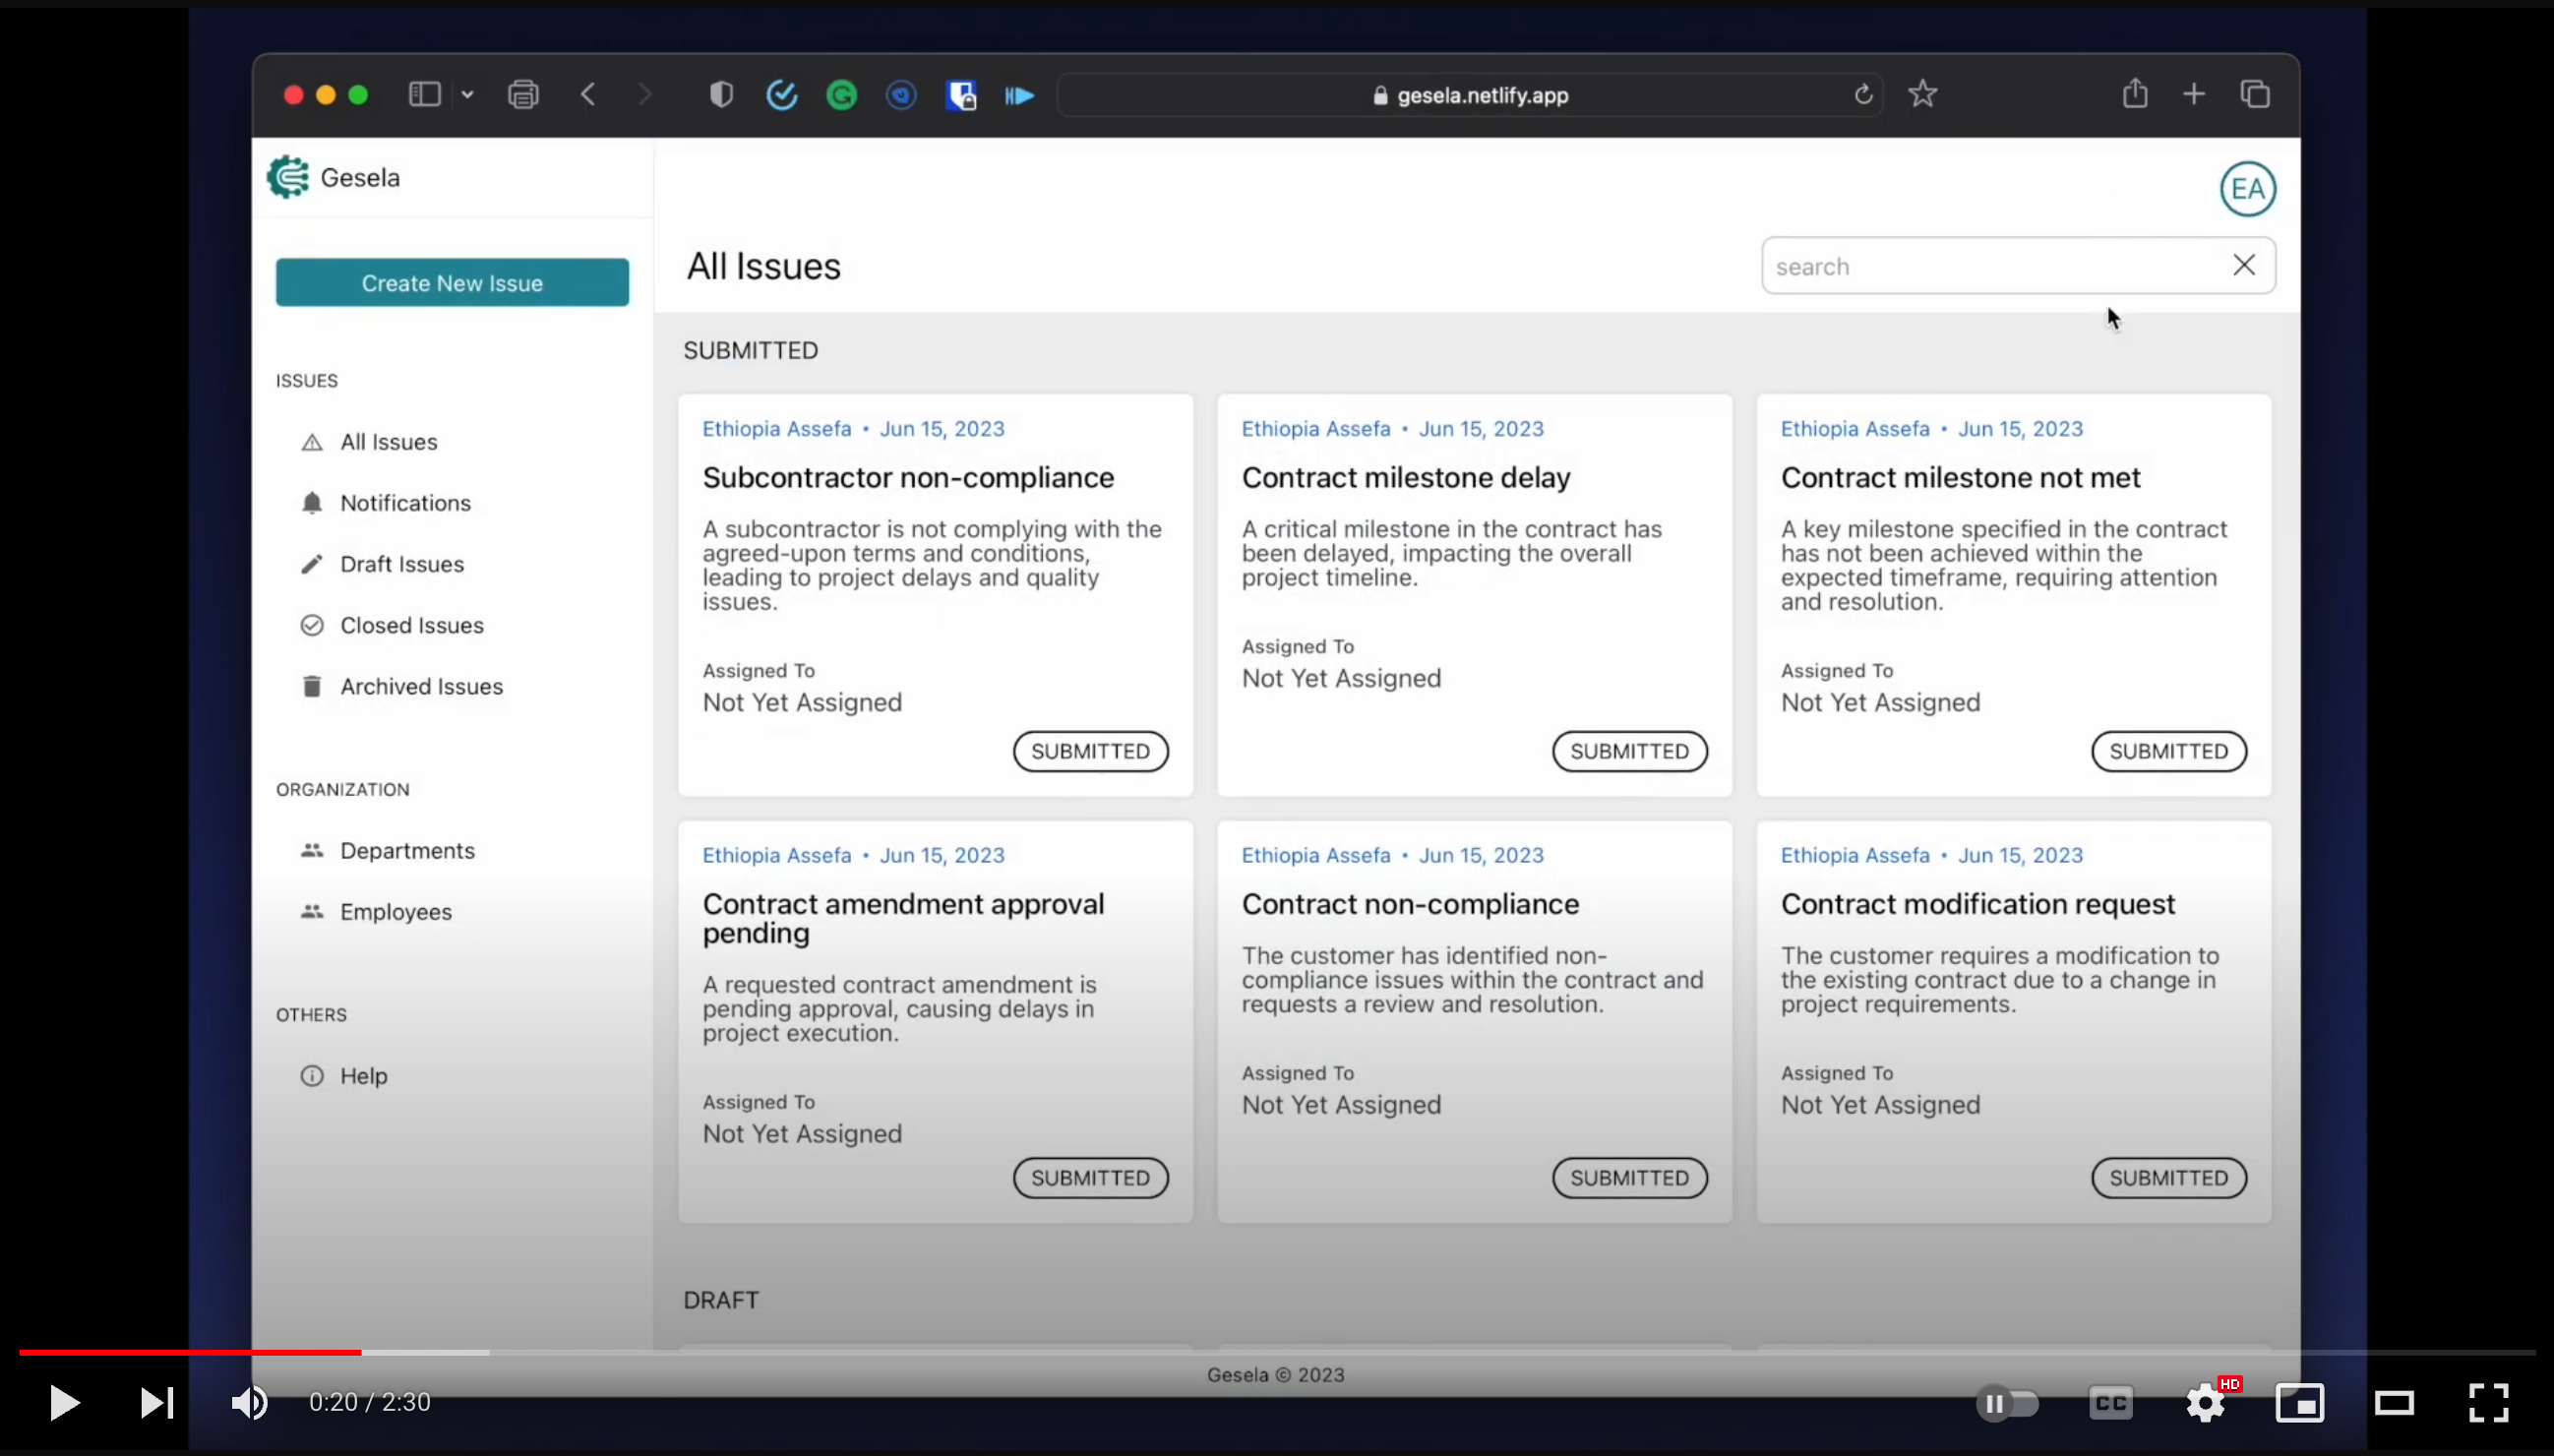 gesela.netlify.app
Gesela
EA
Create New Issue
All Issues
search
ISSUES
All Issues
Notifications
Draft Issues
Closed Issues
Archived Issues
ORGANIZATION
Departments
Employees
OTHERS
Help
SUBMITTED
Ethiopia Assefa • Jun 15, 2023
Subcontractor non-compliance
A subcontractor is not complying with the
agreed-upon terms and conditions,
leading to project delays and quality
issues.
Assigned To
Not Yet Assigned
SUBMITTED
Ethiopia Assefa • Jun 15, 2023
Contract milestone delay
A critical milestone in the contract has
been delayed, impacting the overall
project timeline.
Assigned To
Not Yet Assigned
SUBMITTED
Ethiopia Assefa • Jun 15, 2023
Contract milestone not met
A key milestone specified in the contract
has not been achieved within the
expected timeframe, requiring attention
and resolution.
Assigned To
Not Yet Assigned
SUBMITTED
Ethiopia Assefa • Jun 15, 2023
Contract amendment approval
pending
A requested contract amendment is
pending approval, causing delays in
project execution.
Assigned To
Not Yet Assigned
SUBMITTED
Ethiopia Assefa • Jun 15, 2023
Contract non-compliance
The customer has identified non-
compliance issues within the contract and
requests a review and resolution.
Assigned To
Not Yet Assigned
SUBMITTED
Ethiopia Assefa • Jun 15, 2023
Contract modification request
The customer requires a modification to
the existing contract due to a change in
project requirements.
Assigned To
Not Yet Assigned
SUBMITTED
DRAFT
Gesela © 2023
0:20 / 2:30
CC
HD